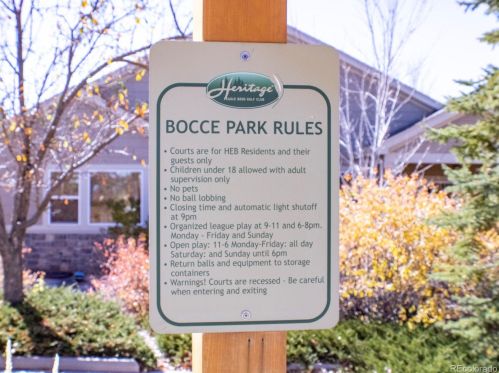 Heritage
EAGLE BEND GOLF CLUB
BOCCE PARK RULES
• Courts are for HEB Residents and their
guests only
• Children under 18 allowed with adult
supervision only
• No pets
• No ball lobbing
• Closing time and automatic light shutoff
at 9pm
• Organized league play at 9-11 and 6-8pm.
Monday - Friday and Sunday
• Open play: 11-6 Monday-Friday: all day
Saturday: and Sunday until 6pm
• Return balls and equipment to storage
containers
• Warnings! Courts are recessed - Be careful
when entering and exiting
REcolorado